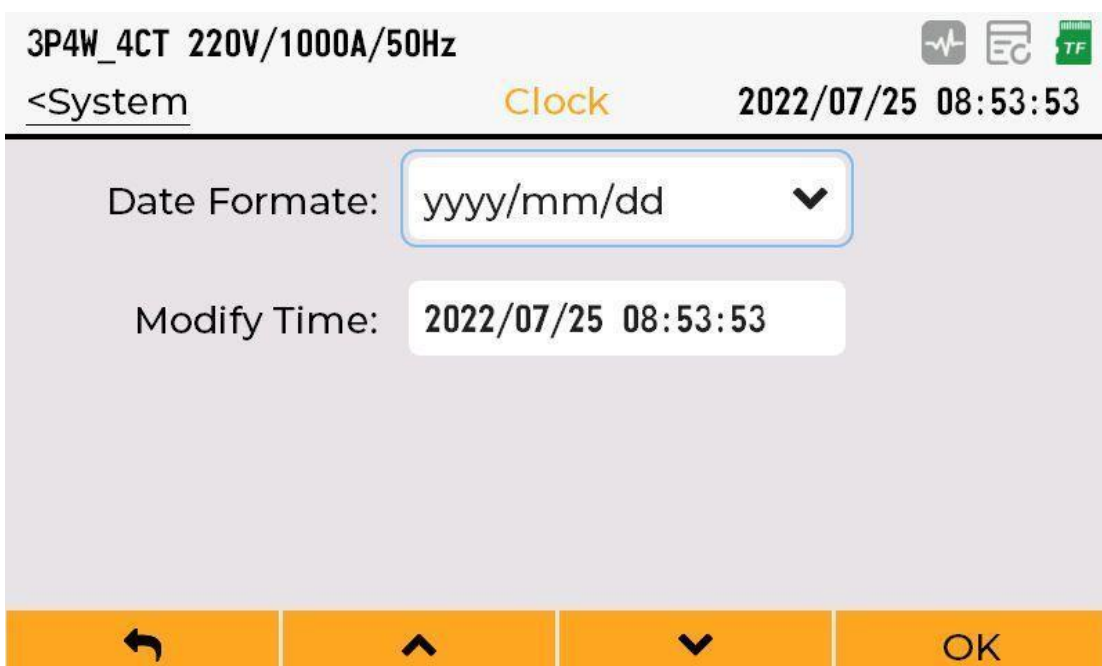 3P4W_4CT 220V/1000A/50Hz
TF
<System Clock 2022/07/25 08:53:53
Date Formate: yyyy/mm/dd
Modify Time: 2022/07/25 08:53:53
OK